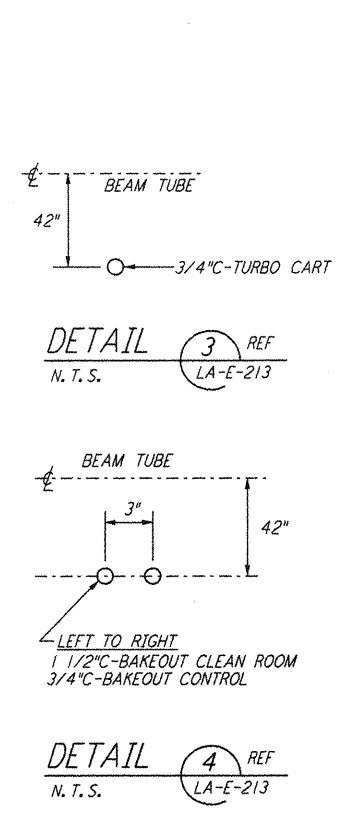 ℄ BEAM TUBE
42"
3/4"C-TURBO CART
DETAIL 3 REF
N.T.S. LA-E-213
BEAM TUBE
℄
3"
42"
LEFT TO RIGHT
1 1/2"C-BAKEOUT CLEAN ROOM
3/4"C-BAKEOUT CONTROL
DETAIL 4 REF
N.T.S. LA-E-213